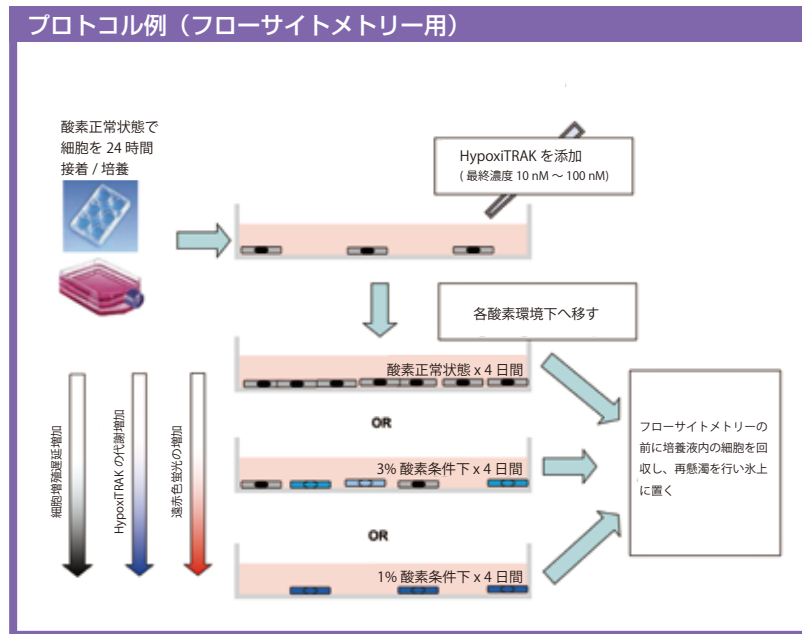 プロトコル例（フローサイトメトリー用）
酸素正常状態で
細胞を 24 時間
接着 / 培養
HypoxiTRAK を添加
( 最終濃度 10 nM ～ 100 nM)
各酸素環境下へ移す
酸素正常状態 x 4 日間
OR
3% 酸素条件下 x 4 日間
OR
1% 酸素条件下 x 4 日間
細胞増殖遅延増加
HypoxiTRAK の代謝増加
遠赤色蛍光の増加
フローサイトメトリーの
前に培養液内の細胞を回
収し、再懸濁を行い氷上
に置く